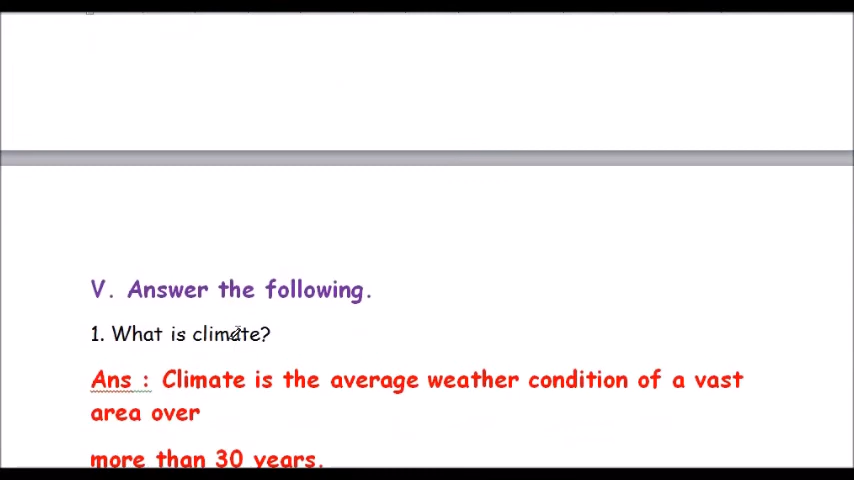 V. Answer the following.
1. What is climate?
Ans : Climate is the average weather condition of a vast
area over
more than 30 years.